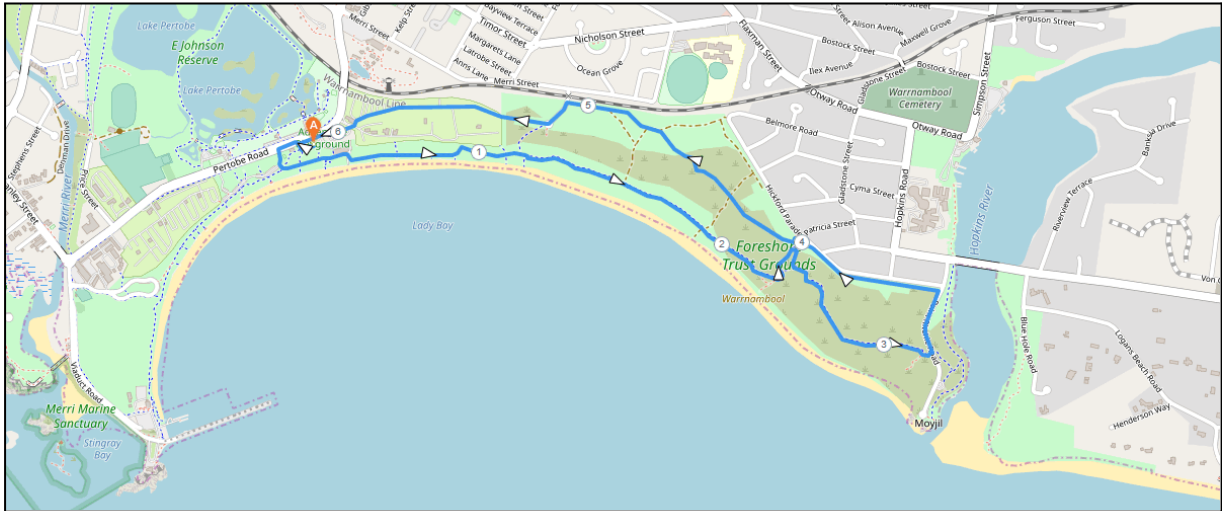 Lake Pertobe
E Johnson
Reserve
Lake Pertobe
Merri Street
Kelp Street
Bayview Terrace
Timor Street
Margarets Lane
Latrobe Street
Anns Lane
Merri Street
Nicholson Street
Ocean Grove
Flaxman Street
Alison Avenue
Maxwell Grove
Bostock Street
Ilex Avenue
Gladstone Street
Bostock Street
Ferguson Street
Simpson Street
Warrnambool
Cemetery
Otway Road
Otway Road
Warrnambool Line
5
A
6
Pertobe Road
1
Stephens Street
Denman Drive
Merri River
Price Street
Belmore Road
Gladstone Street
Cyma Street
Hopkins Road
Hickford Parade
Patricia Street
Banksia Drive
Riverview Terrace
Hopkins River
Lady Bay
2
4
Foreshore
Trust Grounds
Warrnambool
3
Blue Hole Road
Logans Beach Road
Henderson Way
Moyjil
Viaduct Road
Merri Marine
Sanctuary
Stingray
Bay